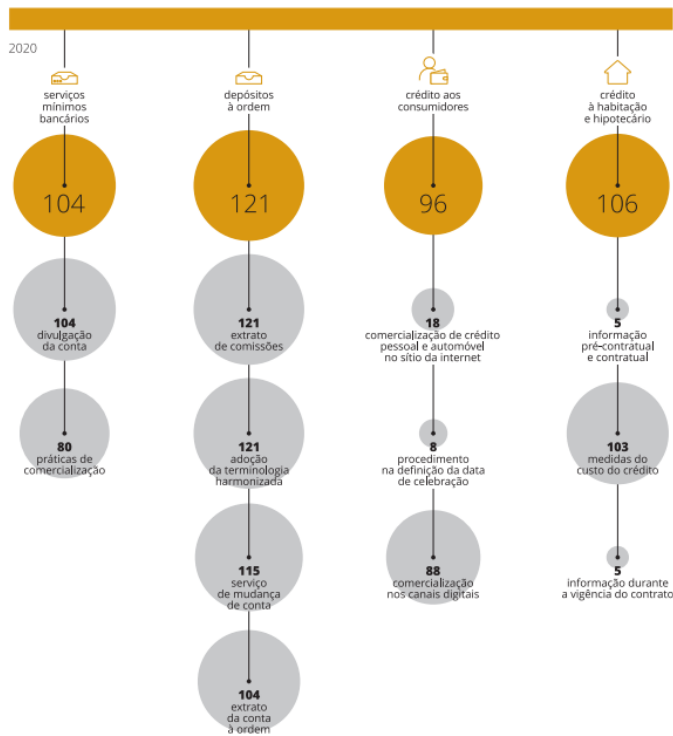 2020
serviços
mínimos
bancários
104
104
divulgação
da conta
80
práticas de
comercialização
depósitos
à ordem
121
121
extrato
de comissões
121
adoção
da terminologia
harmonizada
115
serviço
de mudança
de conta
104
extrato
da conta
à ordem
crédito aos
consumidores
96
18
comercialização de crédito
pessoal e automóvel
no sítio da internet
8
procedimento
na definição da data
de celebração
88
comercialização
nos canais digitais
crédito
à habitação
e hipotecário
106
5
informação
pré-contratual
e contratual
103
medidas do
custo do crédito
5
informação durante
a vigência do contrato